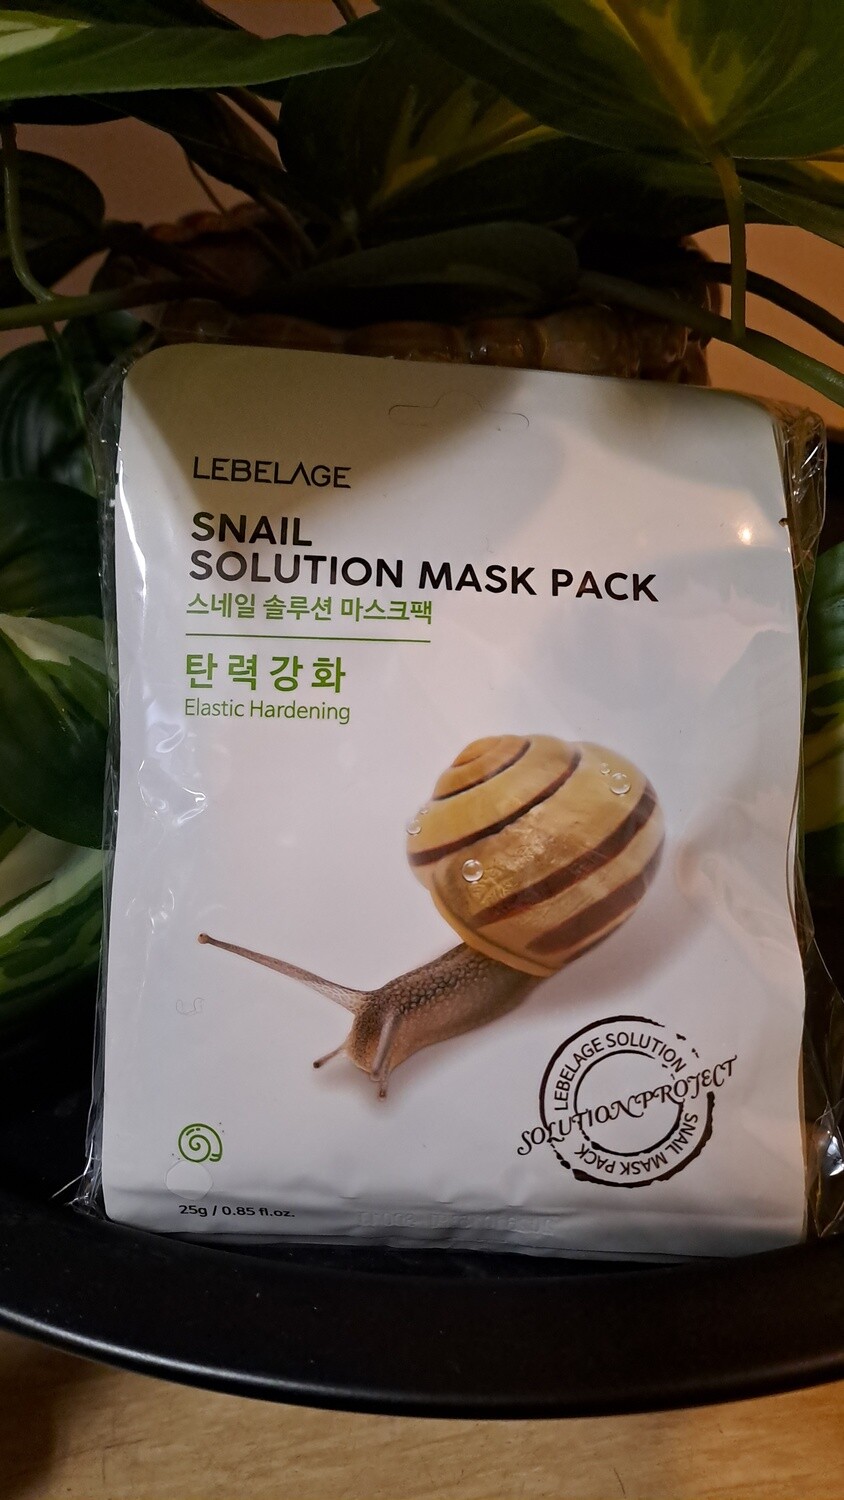 LEBELAGE
SNAIL
SOLUTION MASK PACK
스네일 솔루션 마스크팩
탄력강화
Elastic Hardening
LEBELAGE SOLUTION
SOLUTION PROJECT
SNAIL MASK PACK
25g / 0.85 fl.oz.